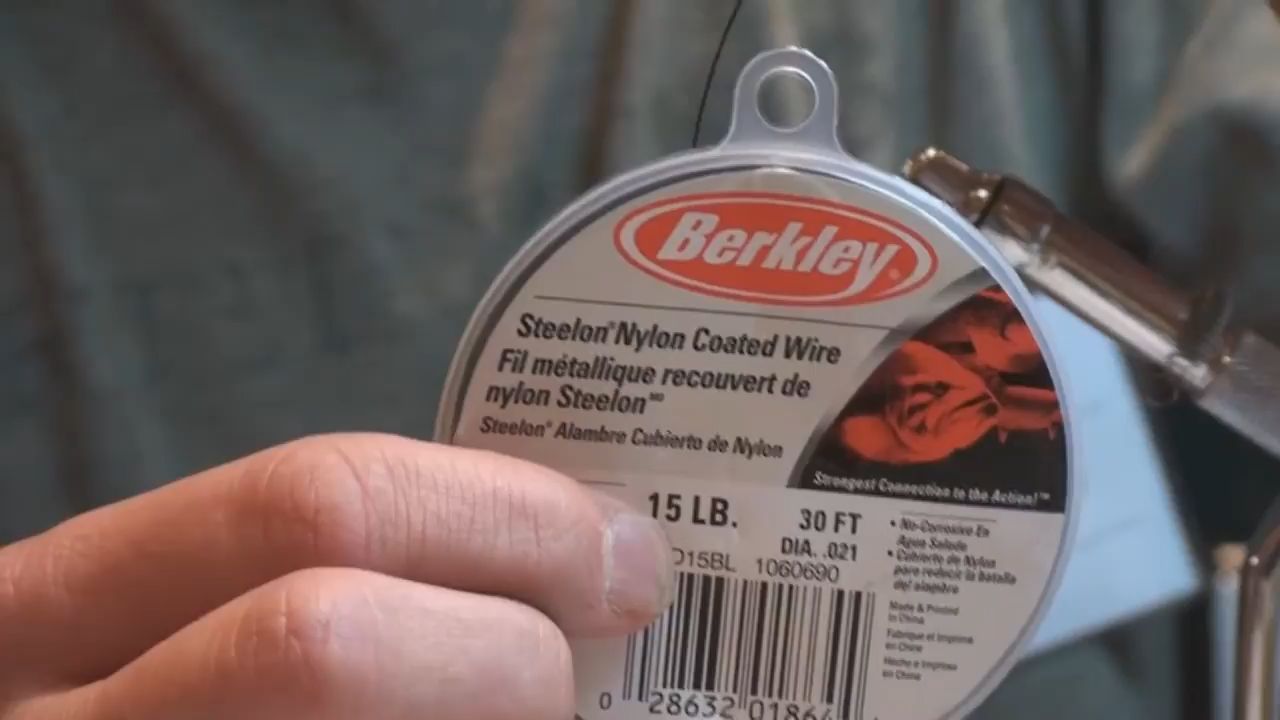 Berkley®
Steelon® Nylon Coated Wire
Fil métallique recouvert de
nylon Steelon MD
Steelon® Alambre Cubierto de Nylon
Strongest Connection to the Action!™
15 LB.
30 FT
DIA. .021
D15BL 1060690
• No-Corrosivo En
Agua Salada
• Cubierto de Nylon
para reducir la batalla
del alambre
Made & Printed
In China
Fabriqué et Imprimé
en Chine
Hecho e Impreso
en China
0 28632 01864